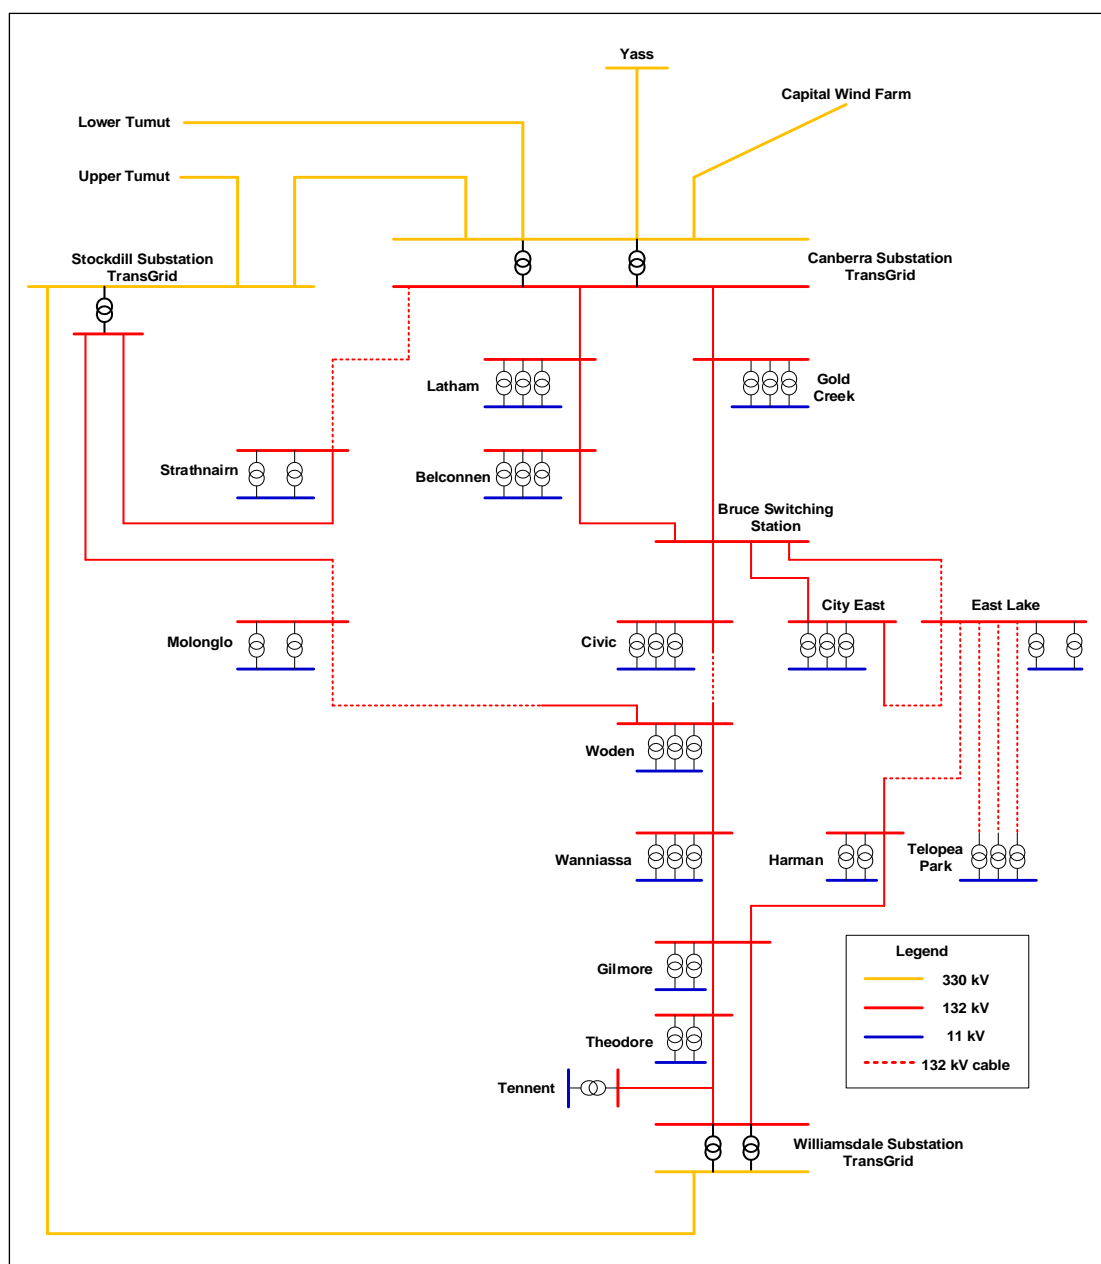 Yass
Capital Wind Farm
Lower Tumut
Upper Tumut
Stockdill Substation
TransGrid
Canberra Substation
TransGrid
Latham
Gold
Creek
Strathnairn
Belconnen
Bruce Switching
Station
City East
East Lake
Molonglo
Civic
Woden
Wanniassa
Harman
Telopea
Park
Gilmore
Legend
330 kV
132 kV
11 kV
132 kV cable
Theodore
Tennent
Williamsdale Substation
TransGrid